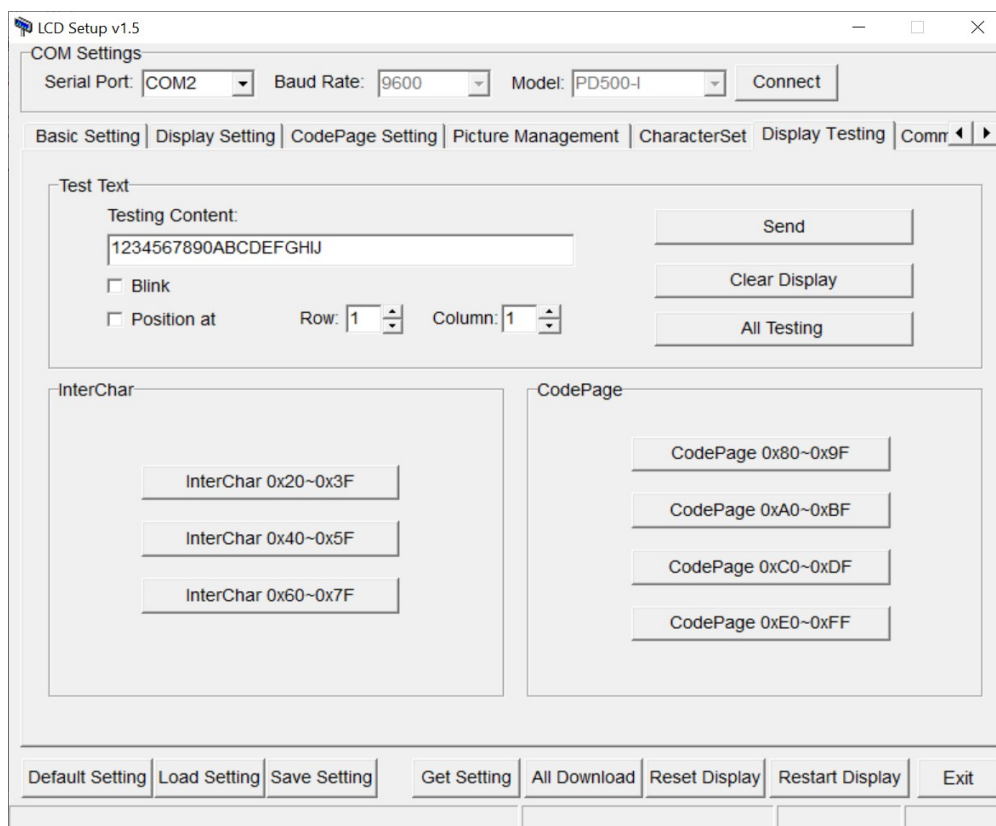 LCD Setup v1.5
COM Settings
Serial Port: COM2 Baud Rate: 9600 Model: PD500-I Connect
Basic Setting Display Setting CodePage Setting Picture Management CharacterSet Display Testing Comm
Test Text
Testing Content:
1234567890ABCDEFGHIJ
Send
Blink
Clear Display
Position at Row: 1 Column: 1
All Testing
InterChar
InterChar 0x20~0x3F
InterChar 0x40~0x5F
InterChar 0x60~0x7F
CodePage
CodePage 0x80~0x9F
CodePage 0xA0~0xBF
CodePage 0xC0~0xDF
CodePage 0xE0~0xFF
Default Setting Load Setting Save Setting Get Setting All Download Reset Display Restart Display Exit